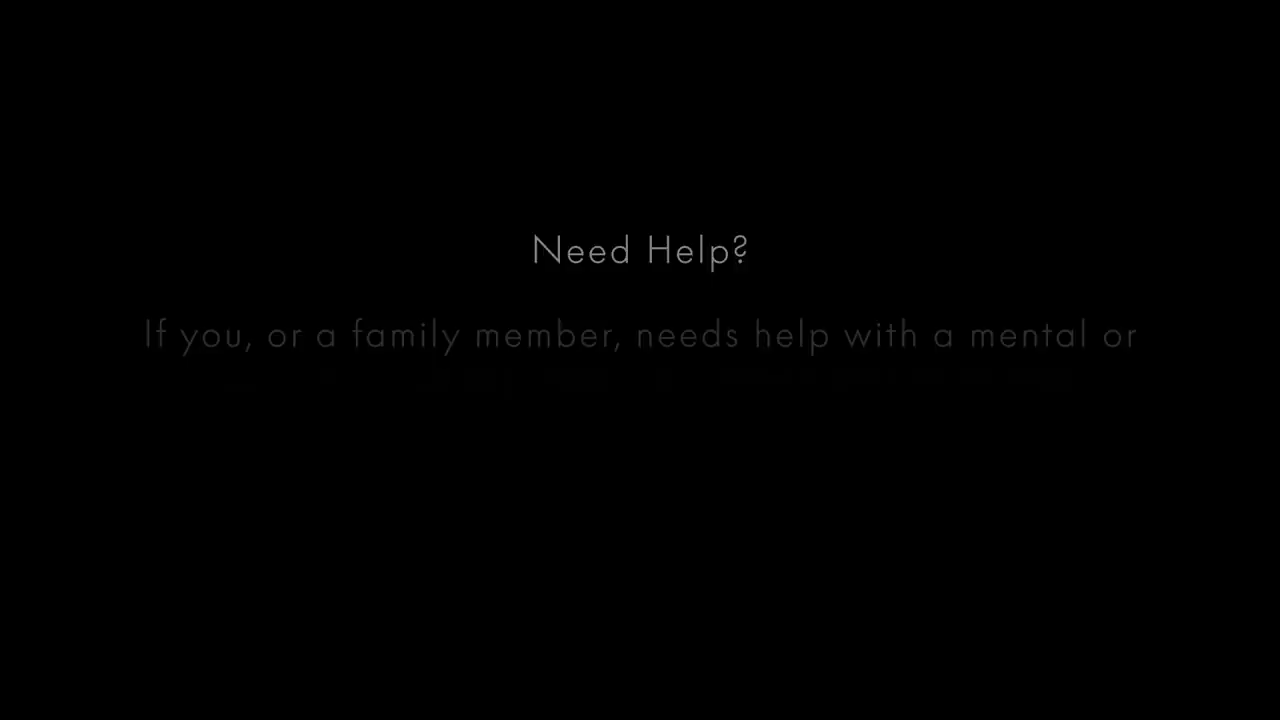 Need Help?
If you, or a family member, needs help with a mental or